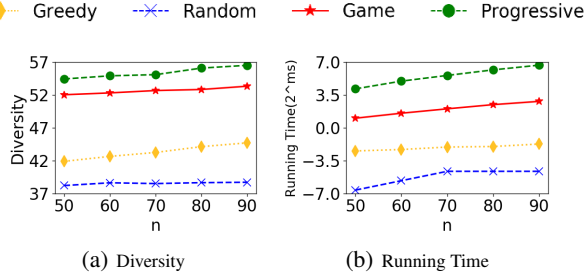 Greedy Random Game Progressive
57
52
47
42
37
Diversity
50 60 70 80 90
n
7.0
3.5
0.0
−3.5
−7.0
Running Time(2^ms)
50 60 70 80 90
n
(a) Diversity
(b) Running Time